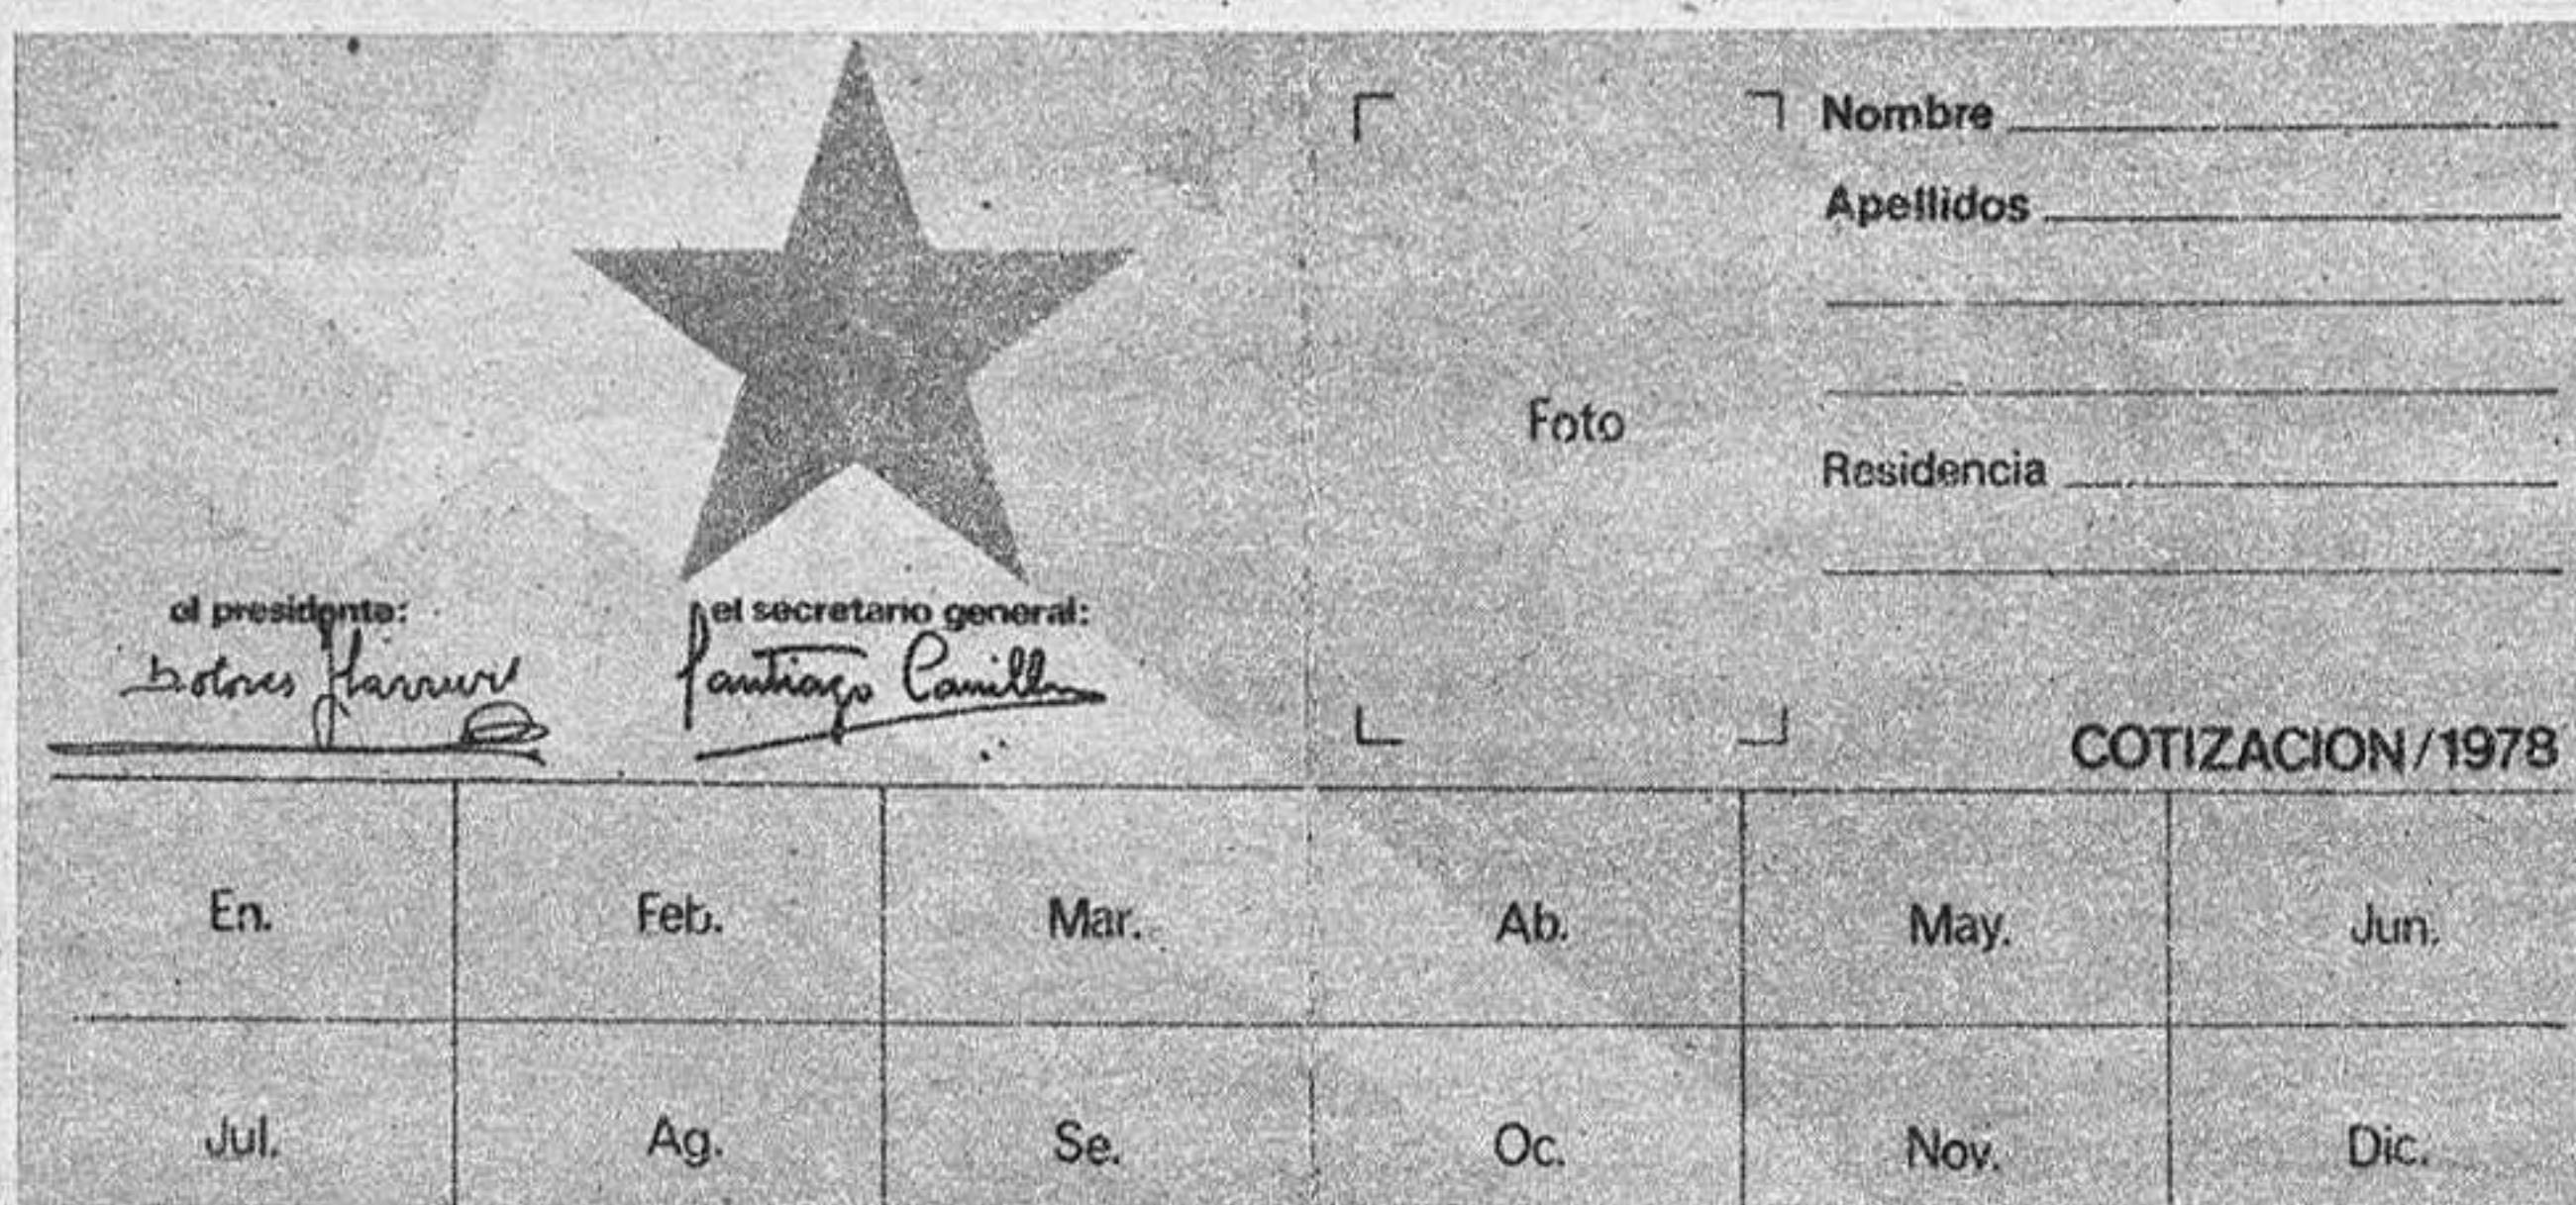 el presidente:
Dolores Ibarruri
el secretario general:
Santiago Carrillo
Foto
Nombre
Apellidos
Residencia
COTIZACION/1978
En. Feb. Mar. Ab. May. Jun.
Jul. Ag. Se. Oc. Nov. Dic.